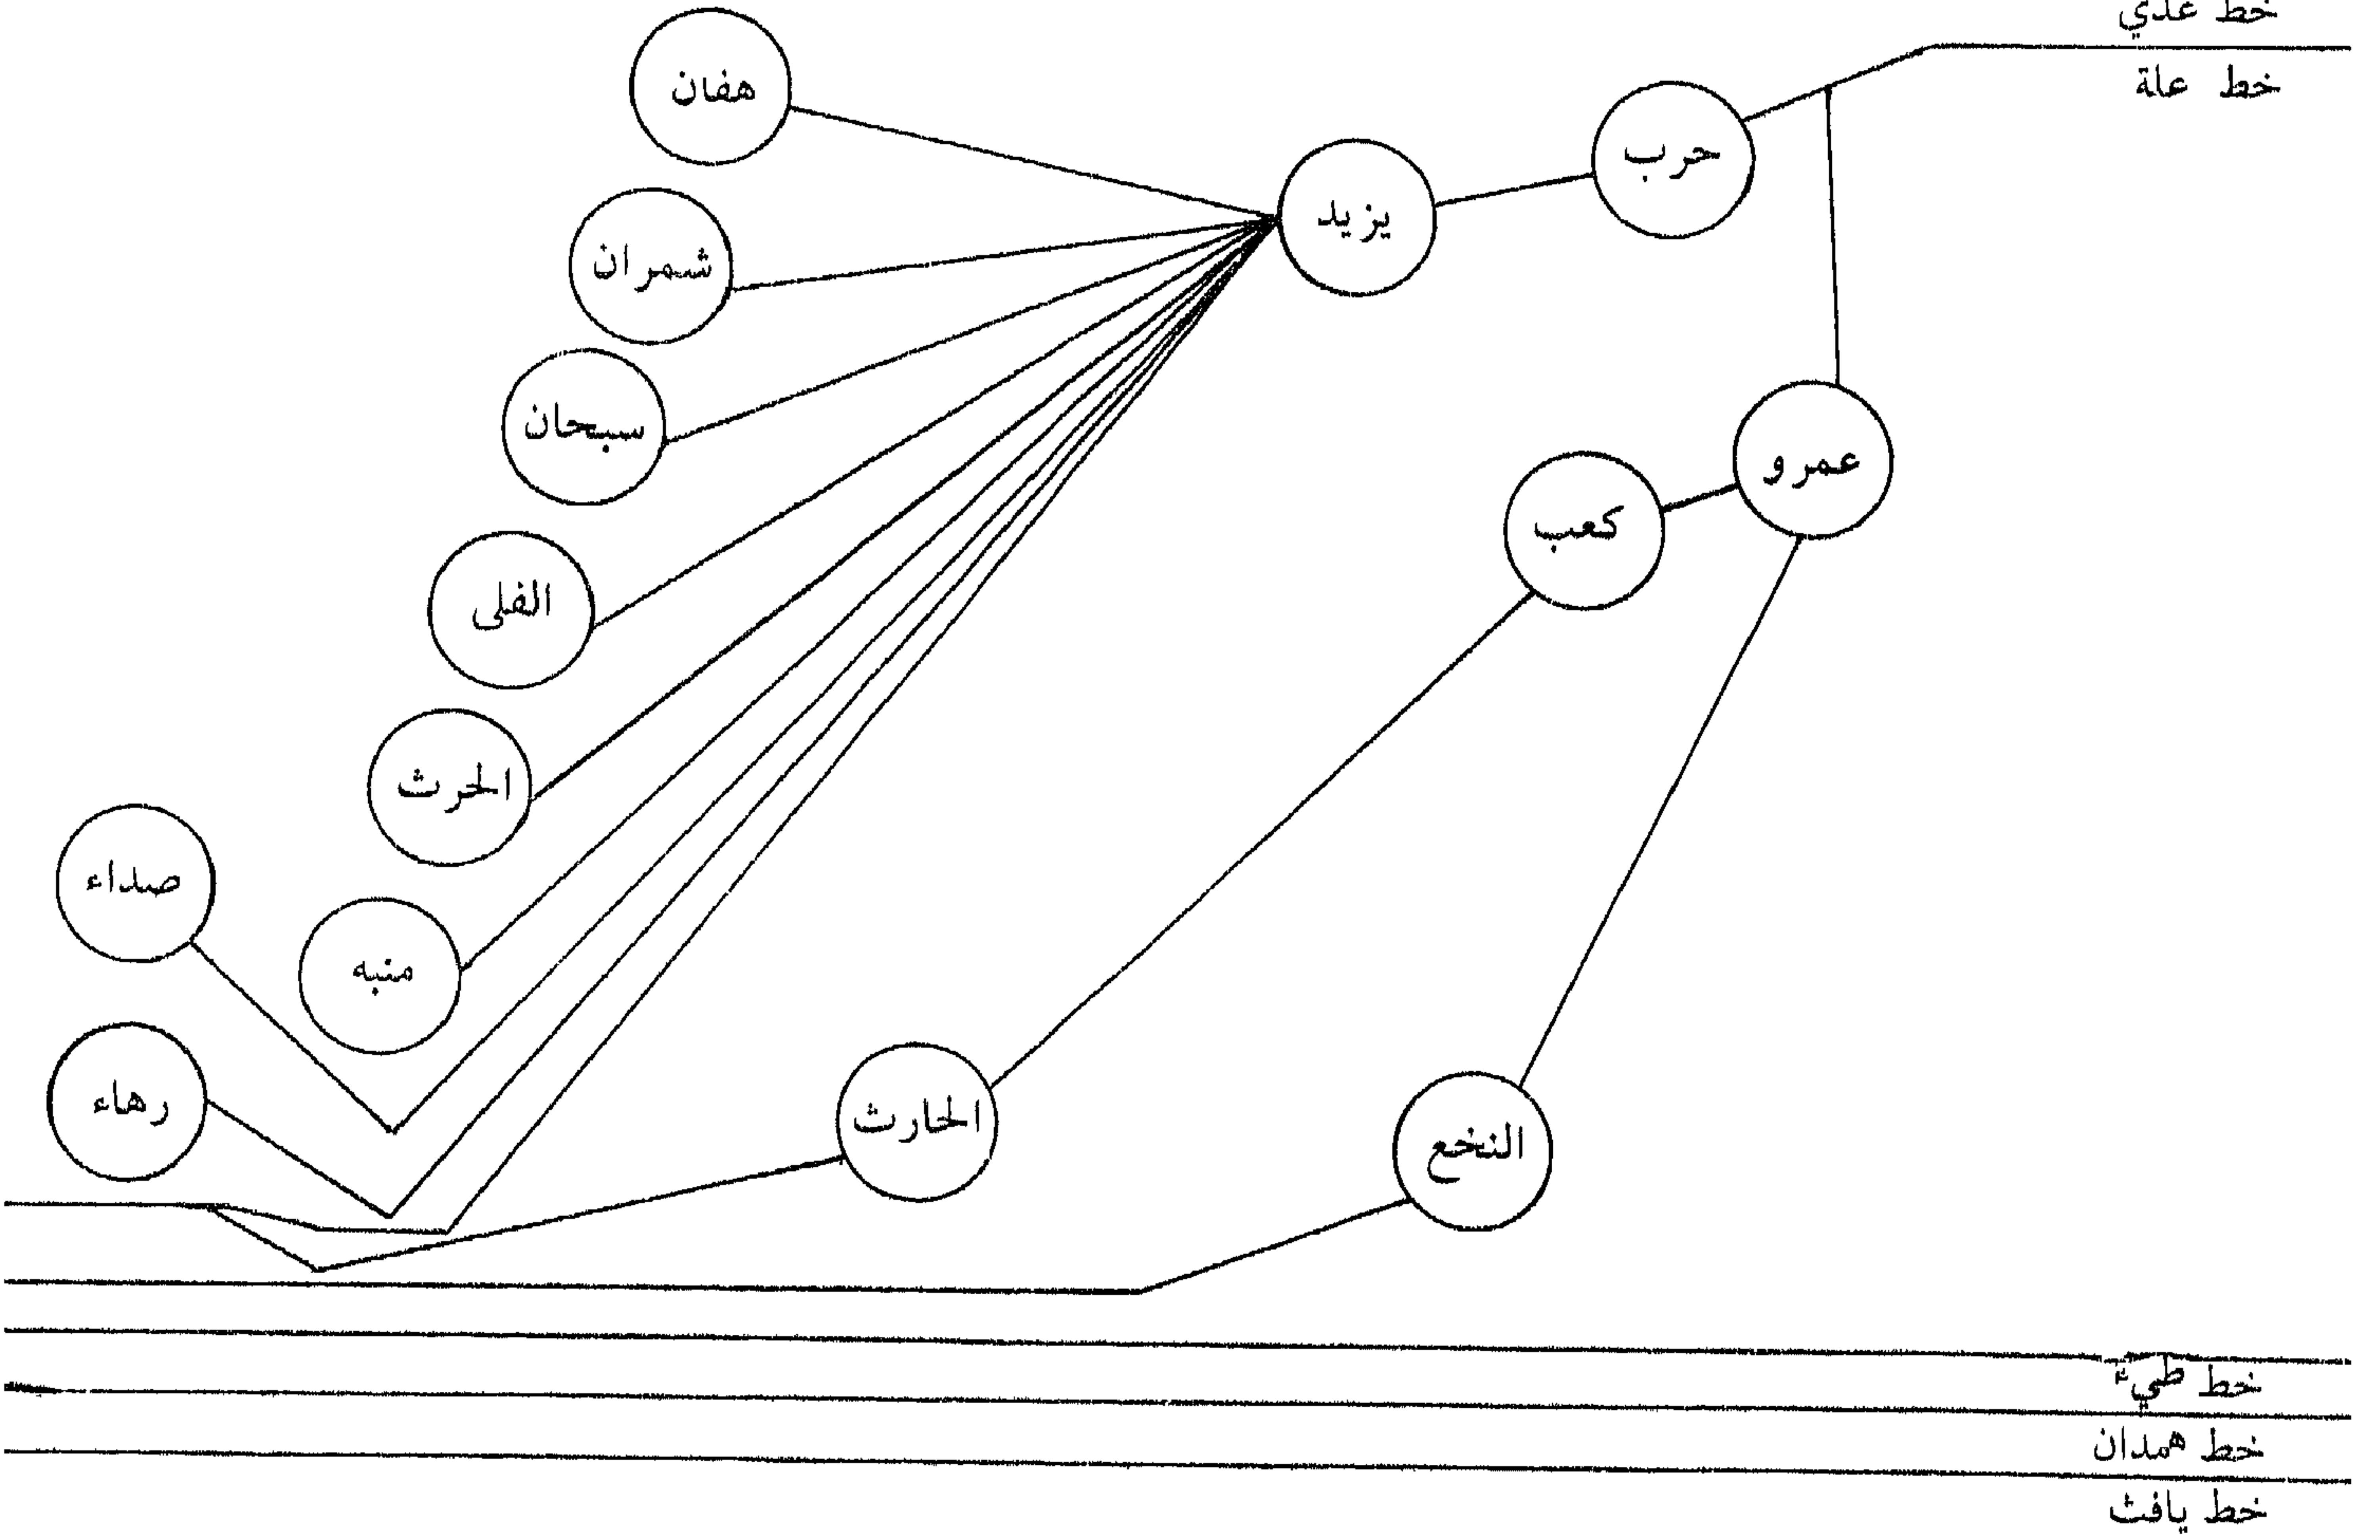 خط عدي
خط علة
هفان
حرب
يزيد
شمران
سبحان
عمرو
كعب
الفلى
الحرث
صداء
منبه
رهاء
الحارث
النخع
خط طيء
خط همدان
خط يافث